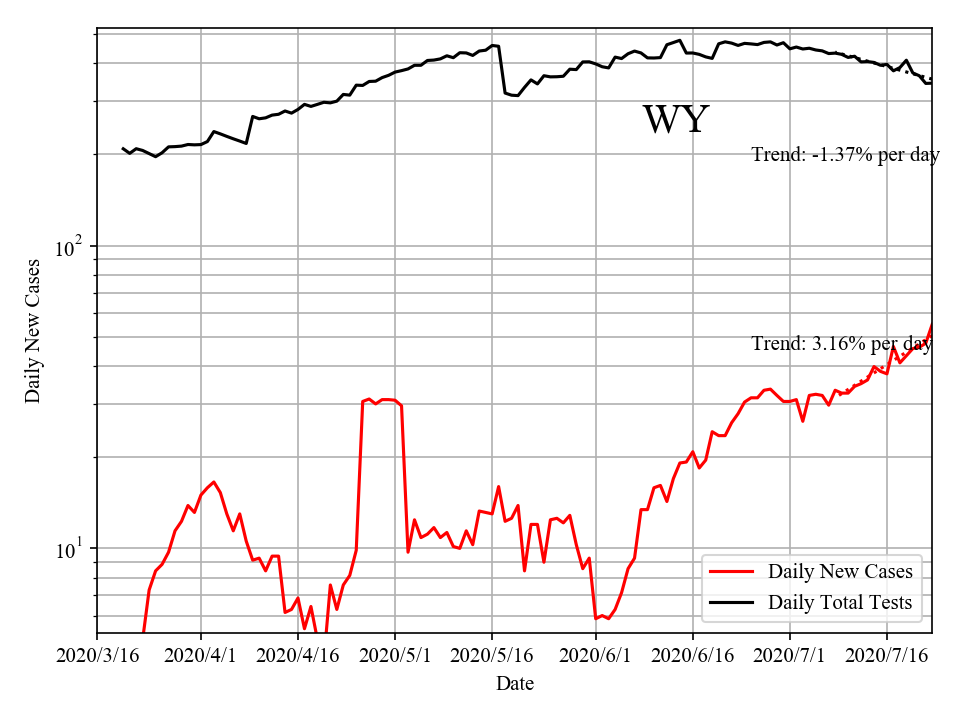 WY
Trend: -1.37% per day
10²
Daily New Cases
Trend: 3.16% per day
10¹
Daily New Cases
Daily Total Tests
2020/3/16 2020/4/1 2020/4/16 2020/5/1 2020/5/16 2020/6/1 2020/6/16 2020/7/1 2020/7/16
Date